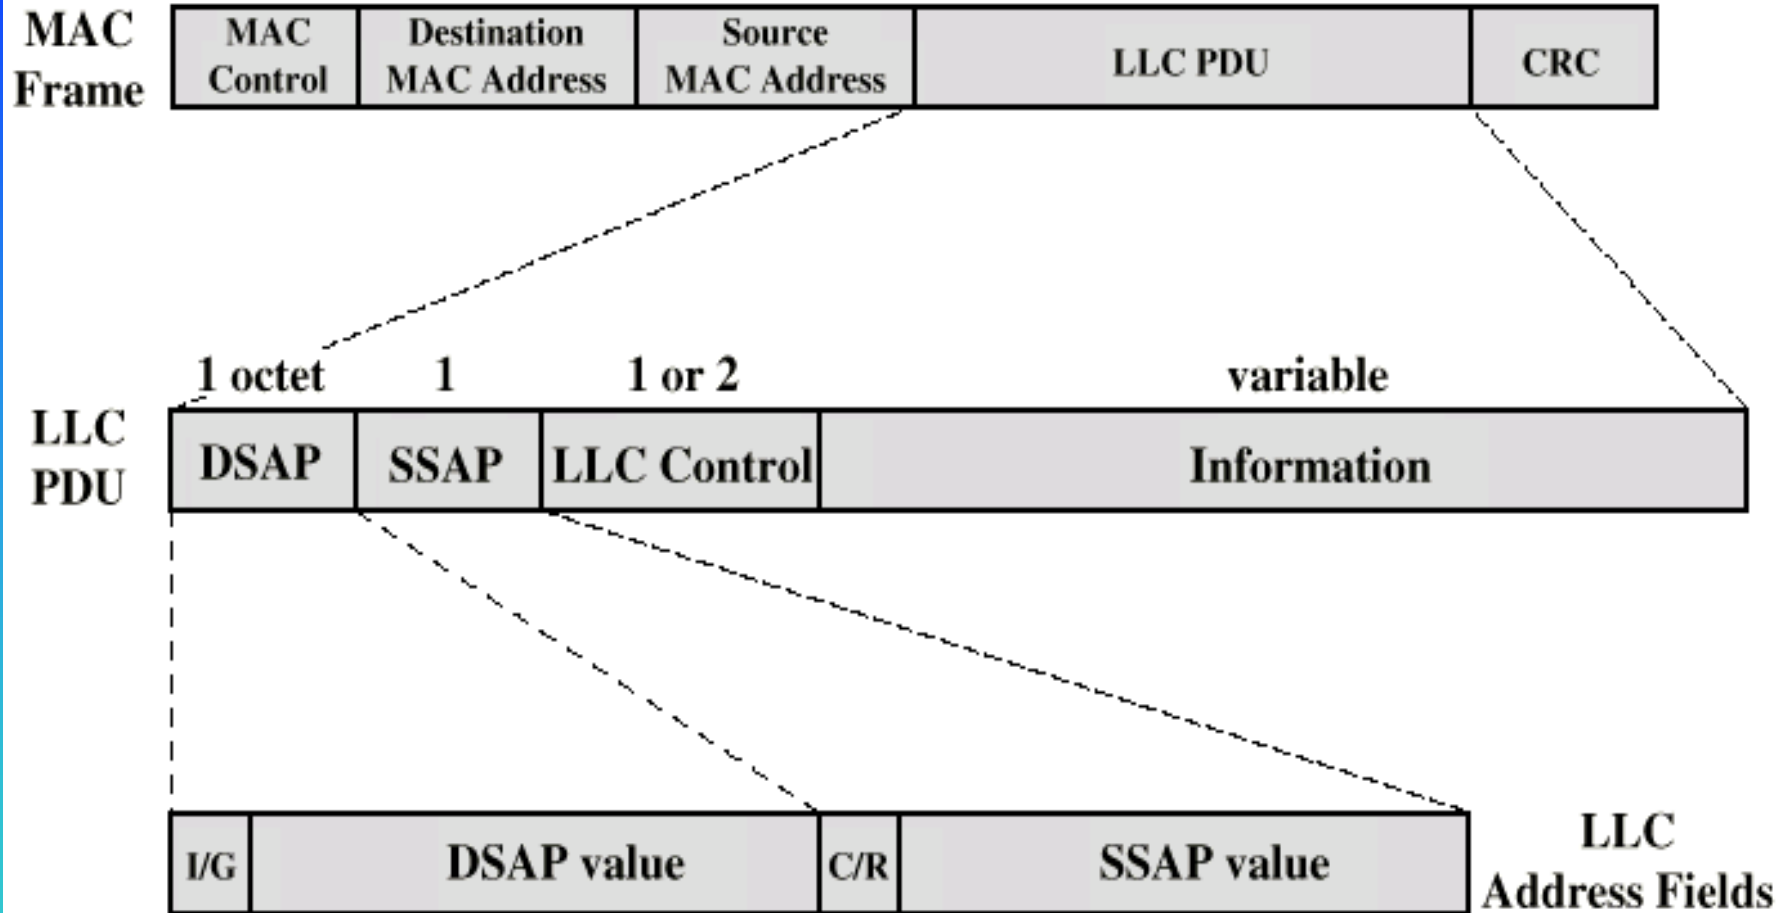 MAC
Frame
MAC
Control
Destination
MAC Address
Source
MAC Address
LLC PDU
CRC
1 octet
1
1 or 2
variable
LLC
PDU
DSAP
SSAP
LLC Control
Information
I/G
DSAP value
C/R
SSAP value
LLC
Address Fields